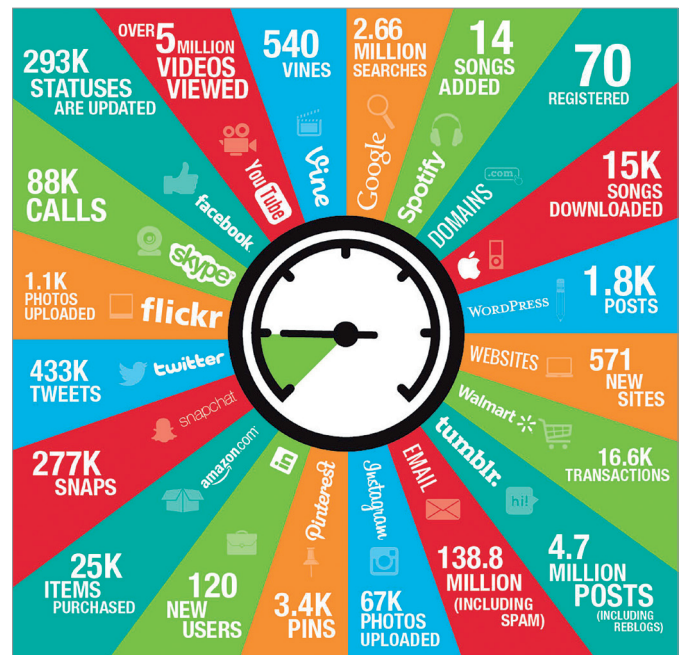 OVER 5 MILLION
VIDEOS
VIEWED
YouTube
540
VINES
Vine
2.66
MILLION
SEARCHES
Google
14
SONGS
ADDED
Spotify
70
REGISTERED
.com
DOMAINS
15K
SONGS
DOWNLOADED
1.8K
POSTS
WORDPRESS
571
NEW
SITES
WEBSITES
16.6K
TRANSACTIONS
Walmart
4.7
MILLION
POSTS
(INCLUDING
REBLOGS)
hi!
tumblr.
138.8
MILLION
(INCLUDING
SPAM)
EMAIL
67K
PHOTOS
UPLOADED
Instagram
3.4K
PINS
Pinterest
120
NEW
USERS
in
25K
ITEMS
PURCHASED
amazon.com
277K
SNAPS
snapchat
433K
TWEETS
twitter
1.1K
PHOTOS
UPLOADED
flickr
88K
CALLS
skype
293K
STATUSES
ARE UPDATED
facebook